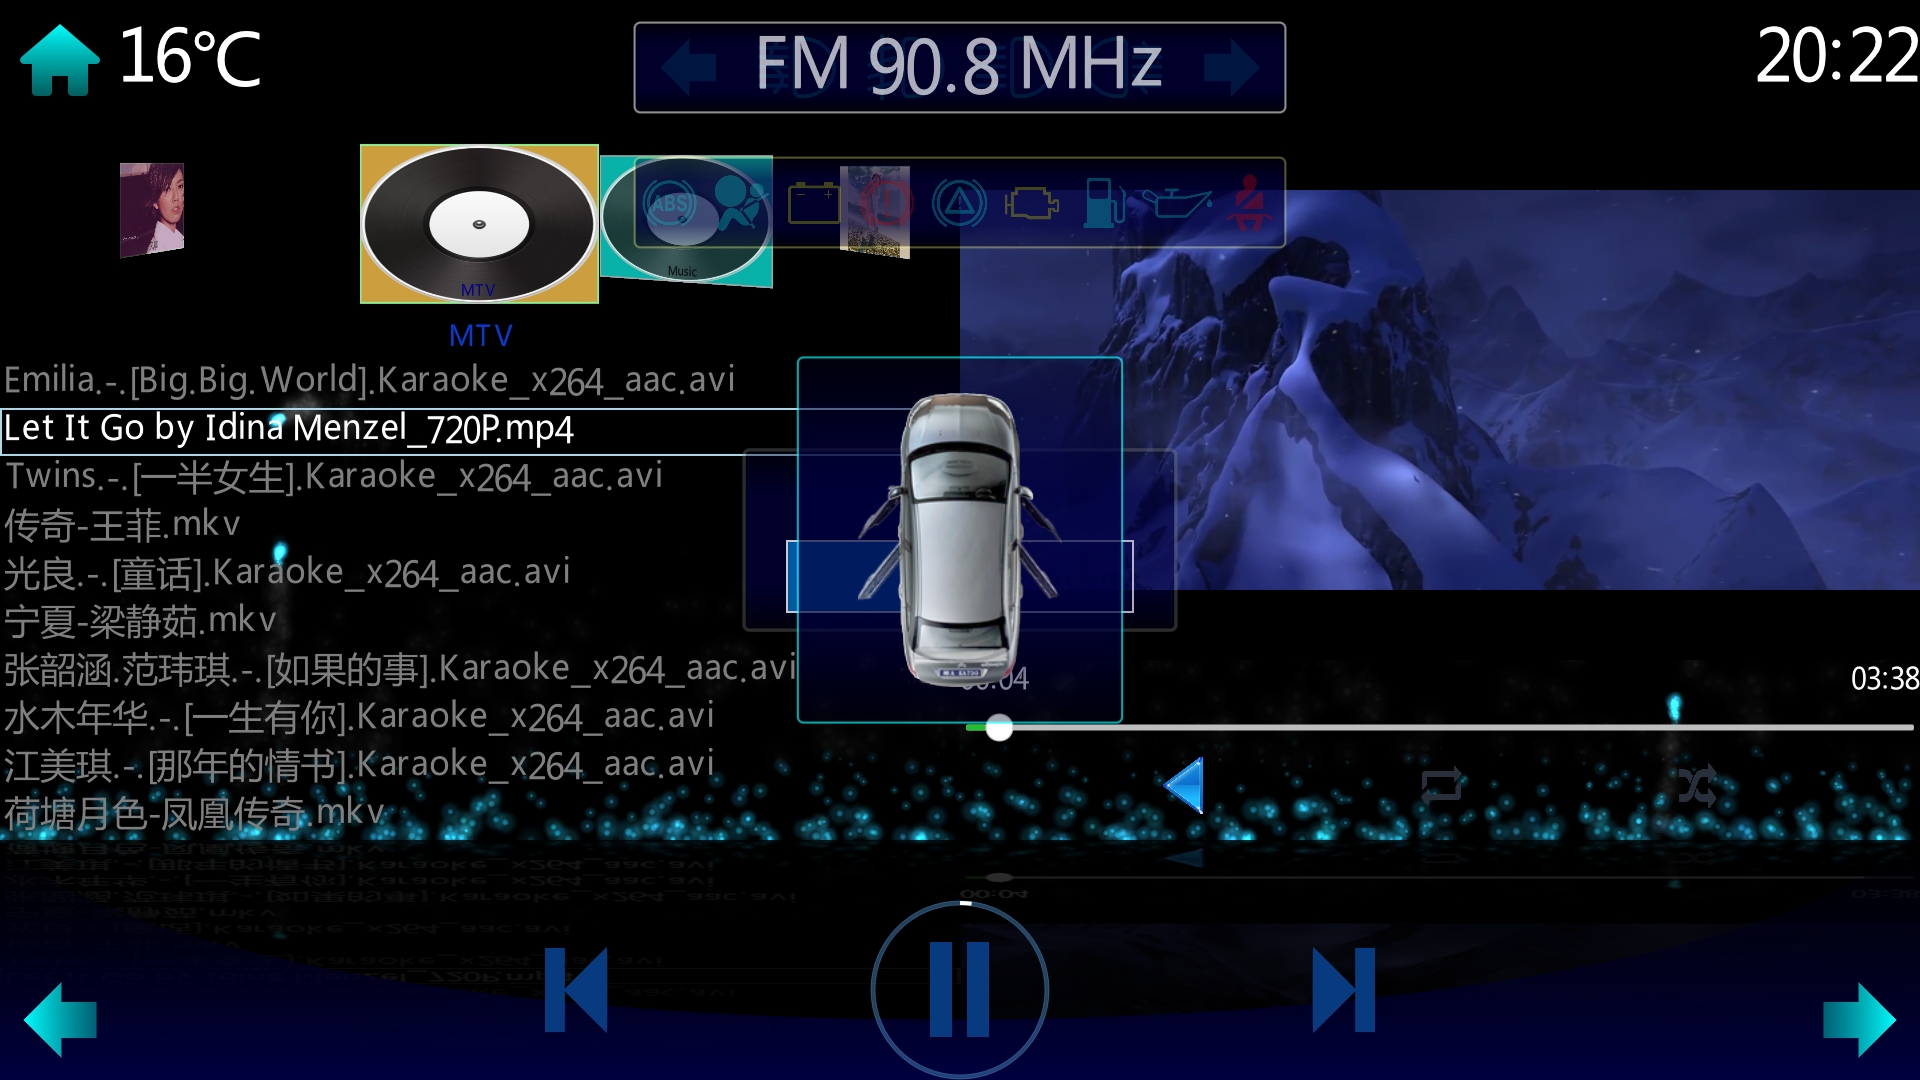 16°C
FM 90.8 MHz
20:22
ABS
MTV
Music
MTV
Emilia.-.[Big.Big.World].Karaoke_x264_aac.avi
Let It Go by Idina Menzel_720P.mp4
Twins.-.[一半女生].Karaoke_x264_aac.avi
传奇-王菲.mkv
光良.-.[童话].Karaoke_x264_aac.avi
宁夏-梁静茹.mkv
张韶涵.范玮琪.-.[如果的事].Karaoke_x264_aac.avi
00:04
03:38
水木年华.-.[一生有你].Karaoke_x264_aac.avi
江美琪.-.[那年的情书].Karaoke_x264_aac.avi
荷塘月色-凤凰传奇.mkv